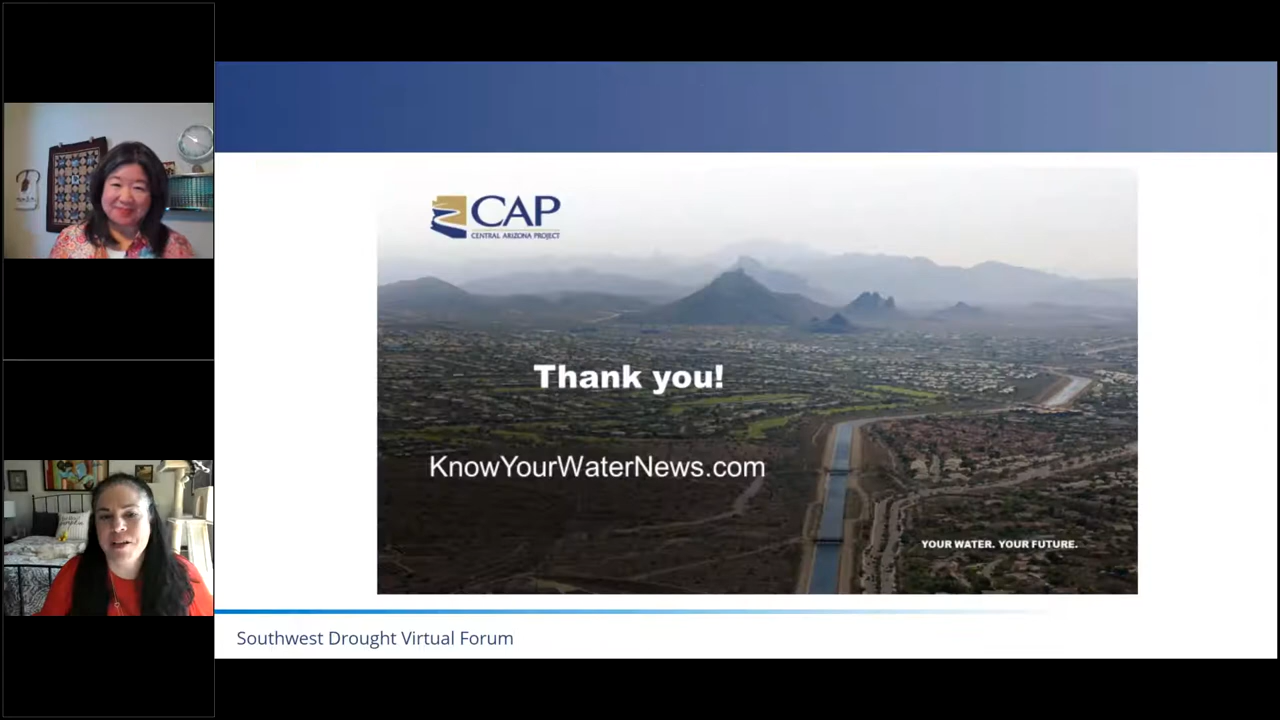 CAP
CENTRAL ARIZONA PROJECT
Thank you!
KnowYourWaterNews.com
YOUR WATER. YOUR FUTURE.
Southwest Drought Virtual Forum